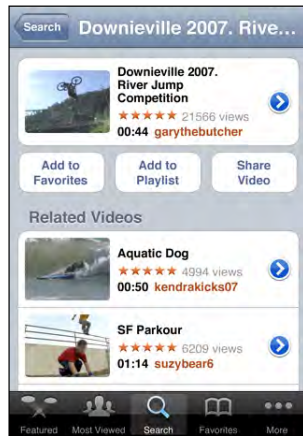 Search
Downieville 2007. Rive...
Downieville 2007.
River Jump
Competition
21566 views
00:44 garythebutcher
Add to
Favorites
Add to
Playlist
Share
Video
Related Videos
Aquatic Dog
4994 views
00:50 kendrakicks07
SF Parkour
6209 views
01:14 suzybear6
Featured
Most Viewed
Search
Favorites
More